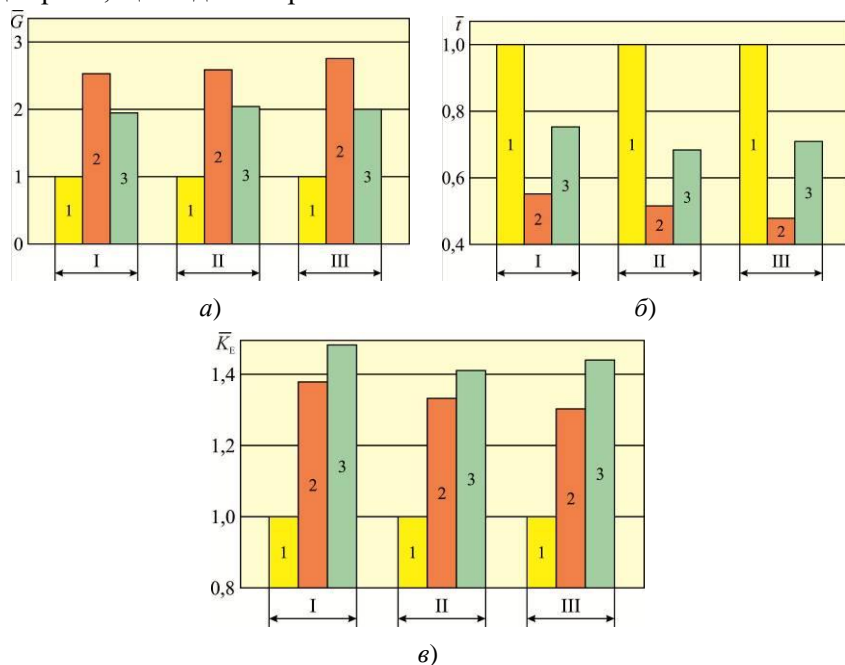 G̅
3
2
1
0
1 2 3 1 2 3 1 2 3
I II III
а)
t̅
1,0
0,8
0,6
0,4
1 2 3 1 2 3 1 2 3
I II III
б)
K̅E
1,4
1,2
1,0
0,8
1 2 3 1 2 3 1 2 3
I II III
в)